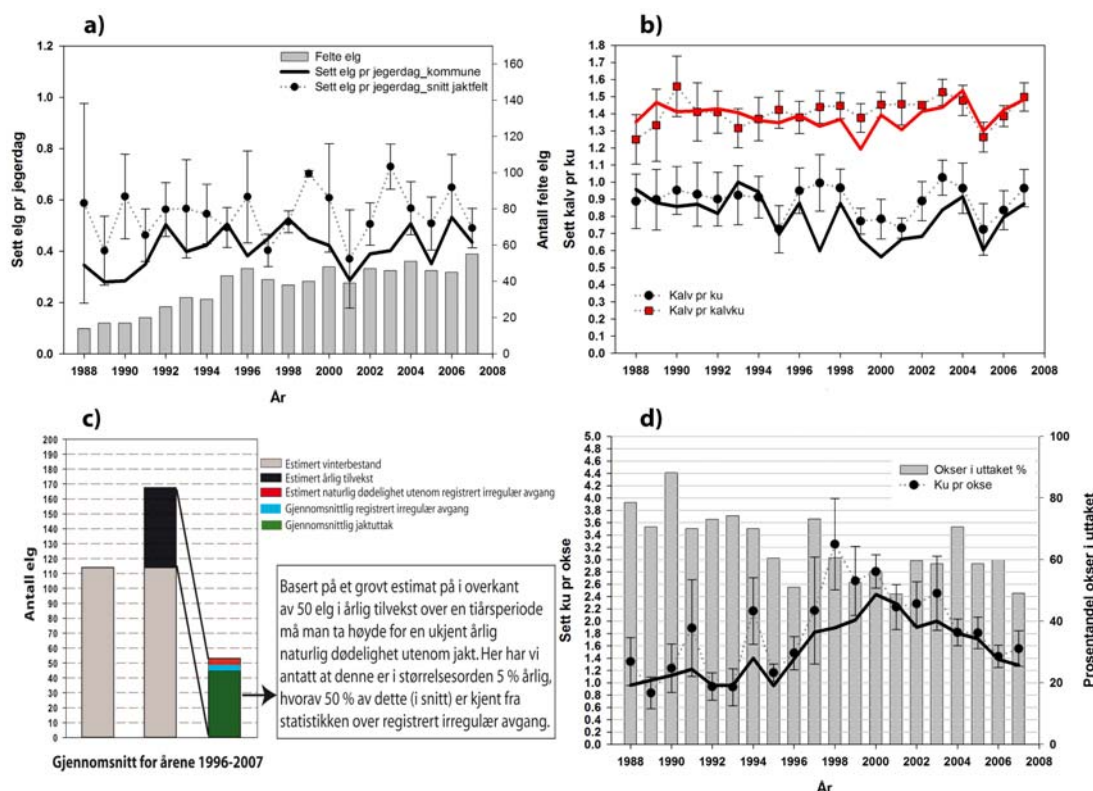 a)
1.2
1.0
0.8
0.6
0.4
0.2
0.0
Sett elg pr jegerdag
Felte elg
Sett elg pr jegerdag_kommune
Sett elg pr jegerdag_snitt jaktfelt
160
140
120
100
80
60
40
20
0
Antall felte elg
1988 1990 1992 1994 1996 1998 2000 2002 2004 2006 2008
År
b)
1.8
1.7
1.6
1.5
1.4
1.3
1.2
1.1
1.0
0.9
0.8
0.7
0.6
0.5
0.4
0.3
0.2
0.1
0.0
Sett kalv pr ku
Kalv pr ku
Kalv pr kalvku
1988 1990 1992 1994 1996 1998 2000 2002 2004 2006 2008
c)
200
190
180
170
160
150
140
130
120
110
100
90
80
70
60
50
40
30
20
10
0
Antall elg
Estimert vinterbestand
Estimert årlig tilvekst
Estimert naturlig dødelighet utenom registrert irregulær avgang
Gjennomsnittlig registrert irregulær avgang
Gjennomsnittlig jaktuttak
Basert på et grovt estimat på i overkant
av 50 elg i årlig tilvekst over en tiårsperiode
må man ta høyde for en ukjent årlig
naturlig dødelighet utenom jakt. Her har vi
antatt at denne er i størrelsesorden 5 % årlig,
hvorav 50 % av dette (i snitt) er kjent fra
statistikken over registrert irregulær avgang.
Gjennomsnitt for årene 1996-2007
d)
5.0
4.8
4.6
4.4
4.2
4.0
3.8
3.6
3.4
3.2
3.0
2.8
2.6
2.4
2.2
2.0
1.8
1.6
1.4
1.2
1.0
0.8
0.6
0.4
0.2
0.0
Sett ku pr okse
Okser i uttaket %
Ku pr okse
100
80
60
40
20
0
Prosentandel okser i uttaket
1988 1990 1992 1994 1996 1998 2000 2002 2004 2006 2008
År